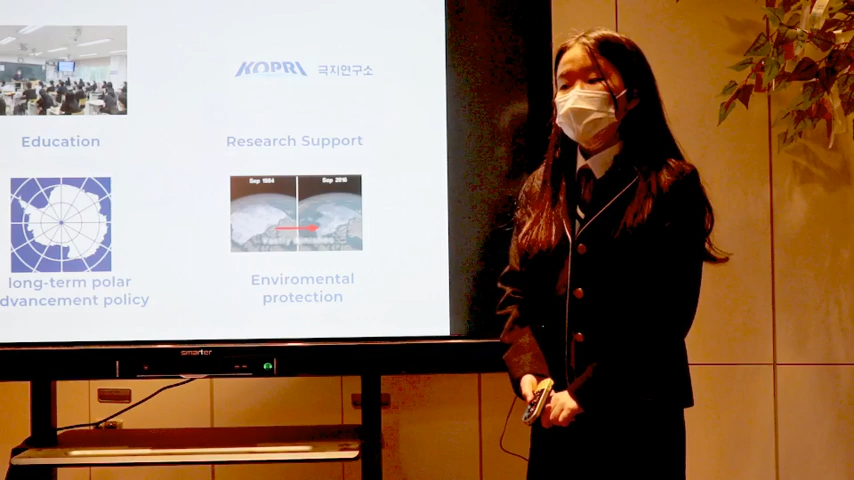 KOPRI 극지연구소
Education
Research Support
Sep 1984
Sep 2016
long-term polar
dvancement policy
Enviromental
protection
smarter